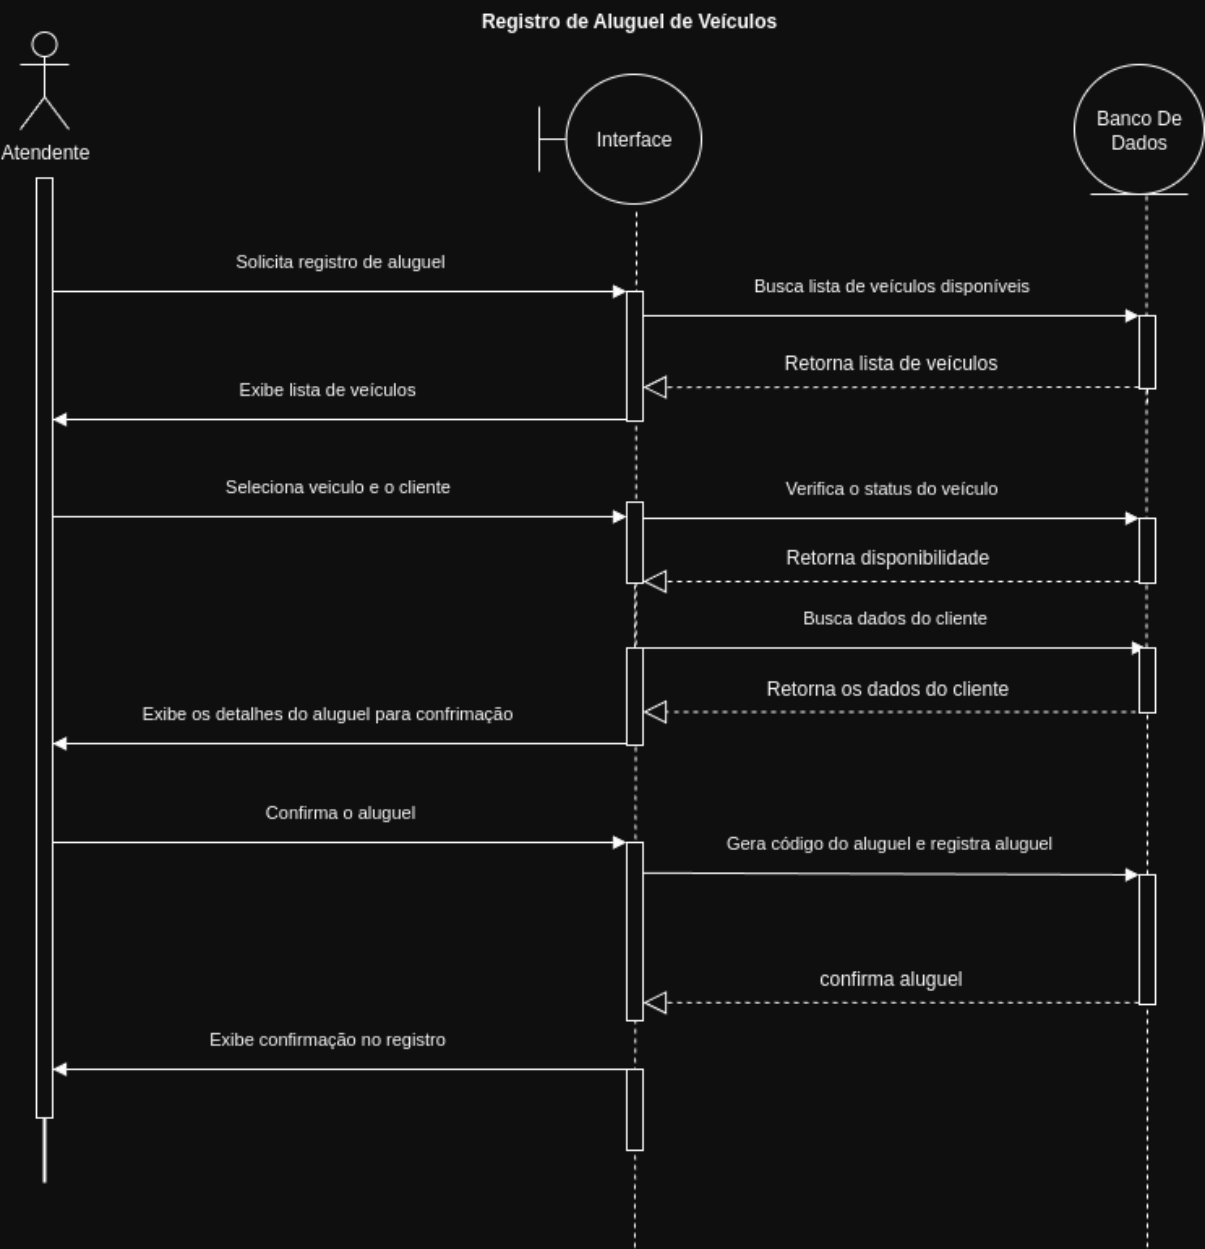 Registro de Aluguel de Veículos
Atendente
Interface
Banco De
Dados
Solicita registro de aluguel
Busca lista de veículos disponíveis
Retorna lista de veículos
Exibe lista de veículos
Seleciona veiculo e o cliente
Verifica o status do veículo
Retorna disponibilidade
Busca dados do cliente
Retorna os dados do cliente
Exibe os detalhes do aluguel para confrimação
Confirma o aluguel
Gera código do aluguel e registra aluguel
confirma aluguel
Exibe confirmação no registro